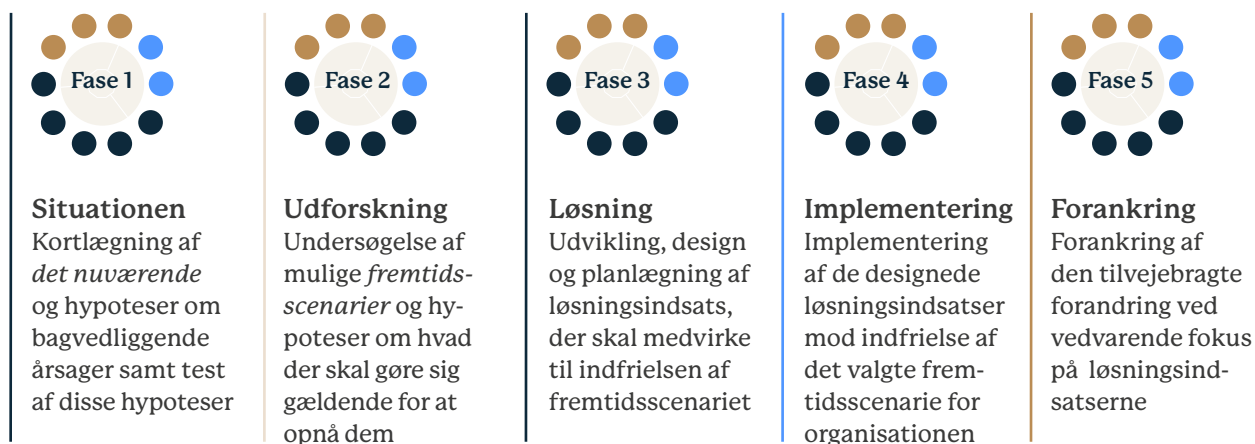 Fase 1
Fase 2
Fase 3
Fase 4
Fase 5
Situationen
Kortlægning af
det nuværende
og hypoteser om
bagvedliggende
årsager samt test
af disse hypoteser
Udforskning
Undersøgelse af
mulige fremtids-
scenarier og hy-
poteser om hvad
der skal gøre sig
gældende for at
opnå dem
Løsning
Udvikling, design
og planlægning af
løsningsindsats,
der skal medvirke
til indfrielsen af
fremtidsscenariet
Implementering
Implementering
af de designede
løsningsindsatser
mod indfrielse af
det valgte frem-
tidsscenarie for
organisationen
Forankring
Forankring af
den tilvejebragte
forandring ved
vedvarende fokus
på løsningsind-
satserne